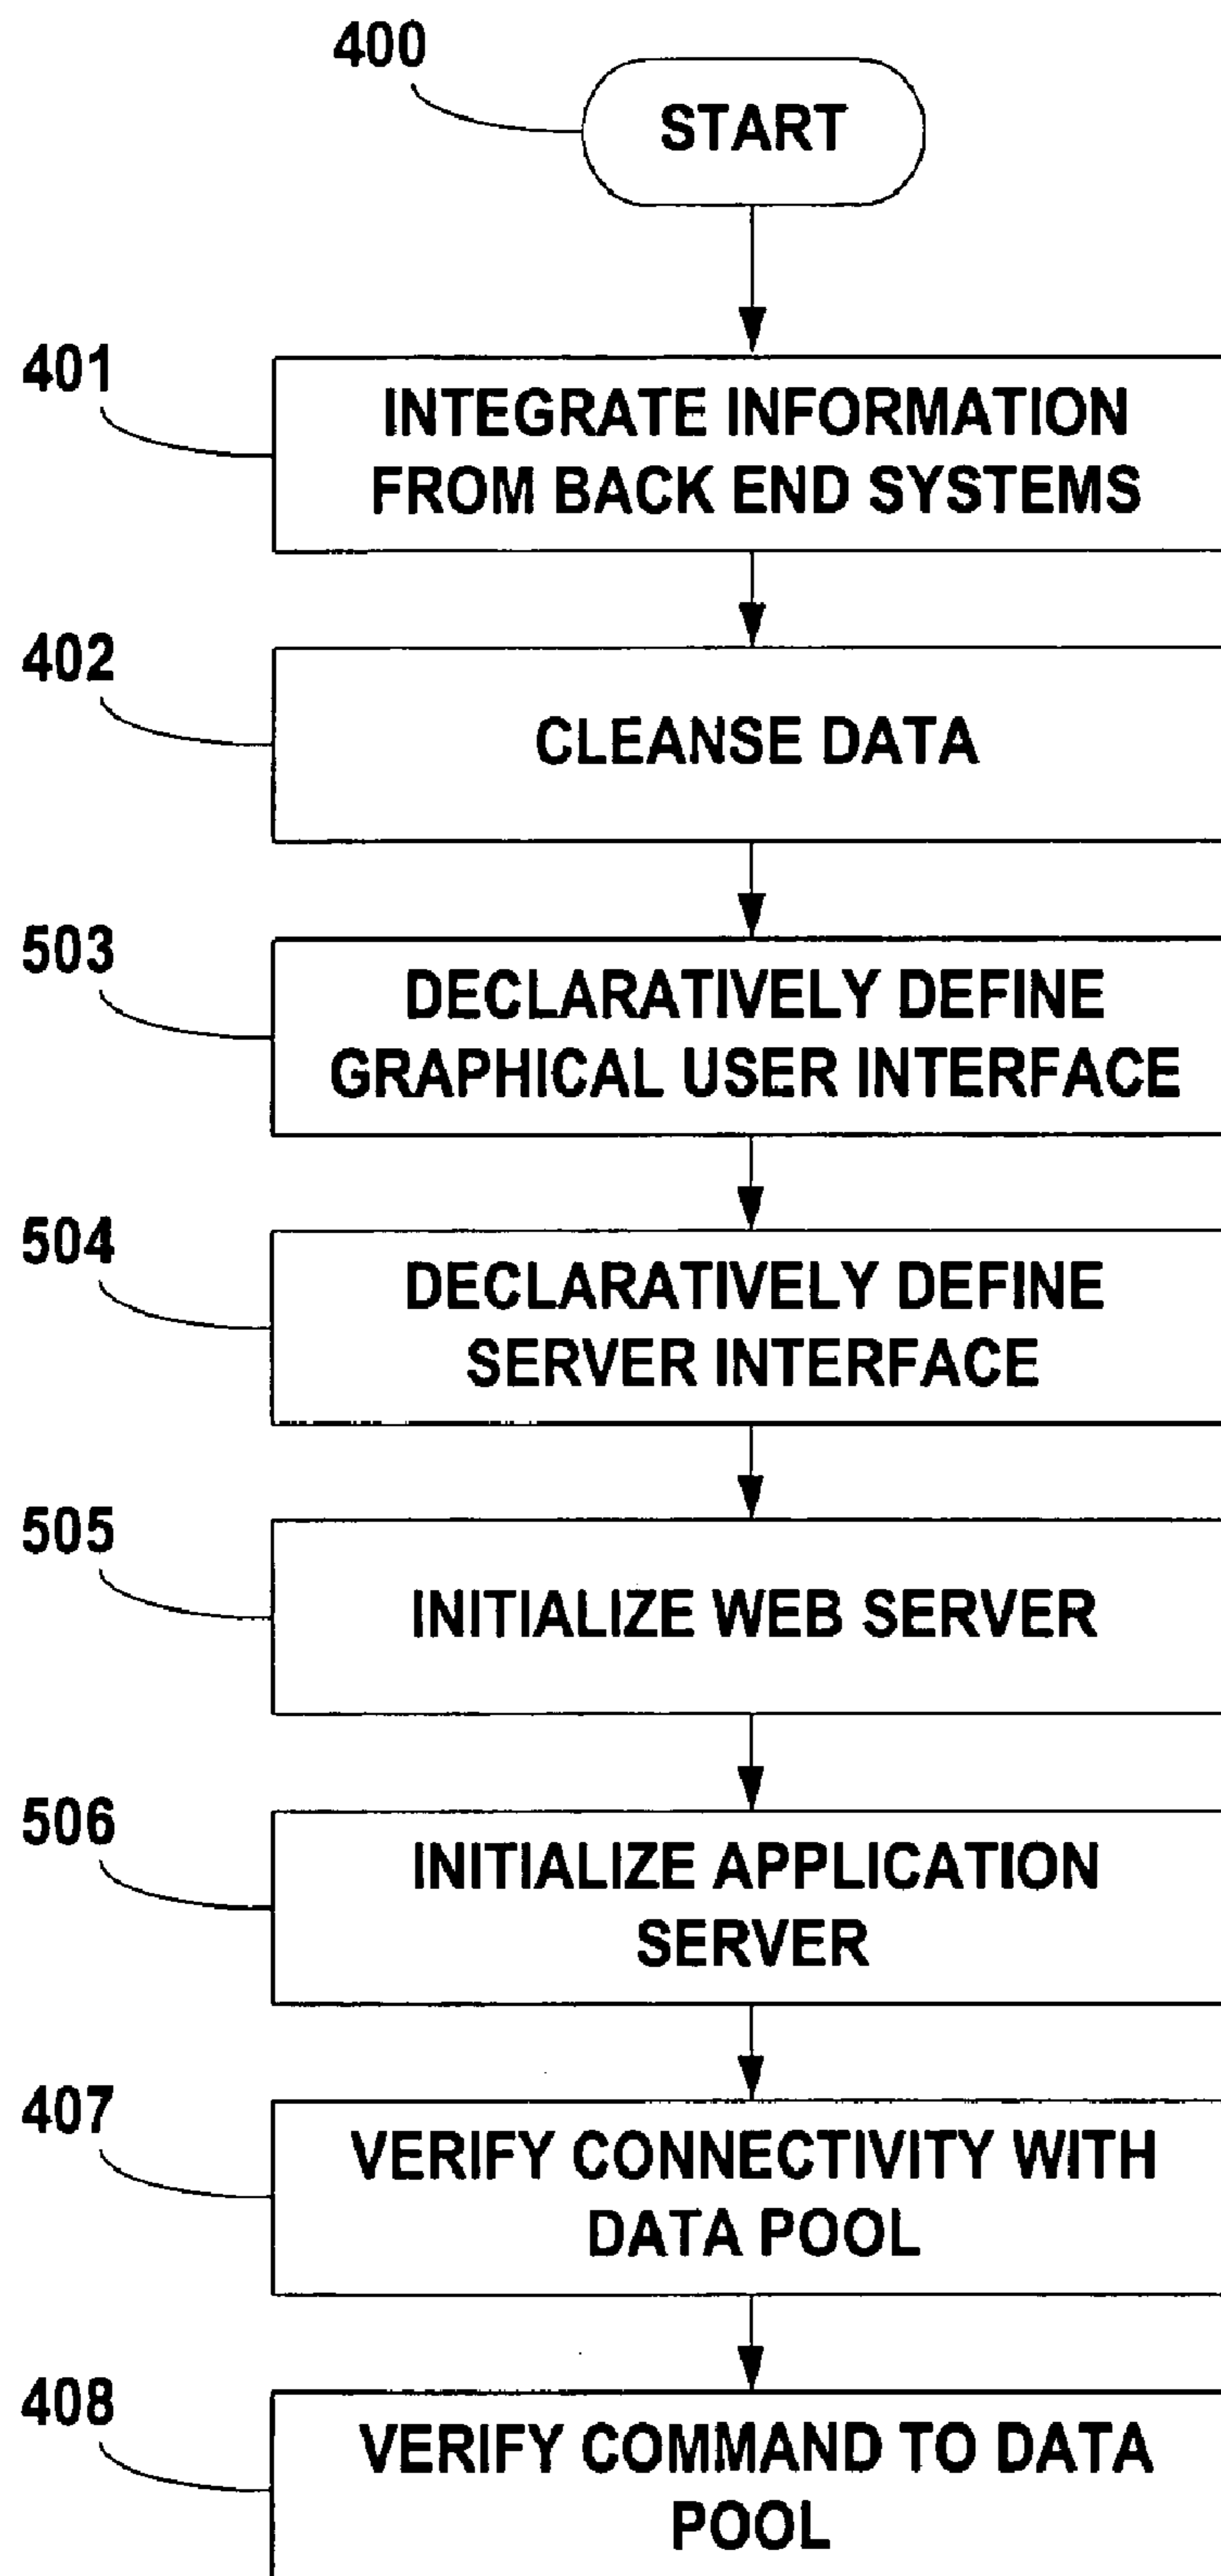 400
START
401
INTEGRATE INFORMATION
FROM BACK END SYSTEMS
402
CLEANSE DATA
503
DECLARATIVELY DEFINE
GRAPHICAL USER INTERFACE
504
DECLARATIVELY DEFINE
SERVER INTERFACE
505
INITIALIZE WEB SERVER
506
INITIALIZE APPLICATION
SERVER
407
VERIFY CONNECTIVITY WITH
DATA POOL
408
VERIFY COMMAND TO DATA
POOL